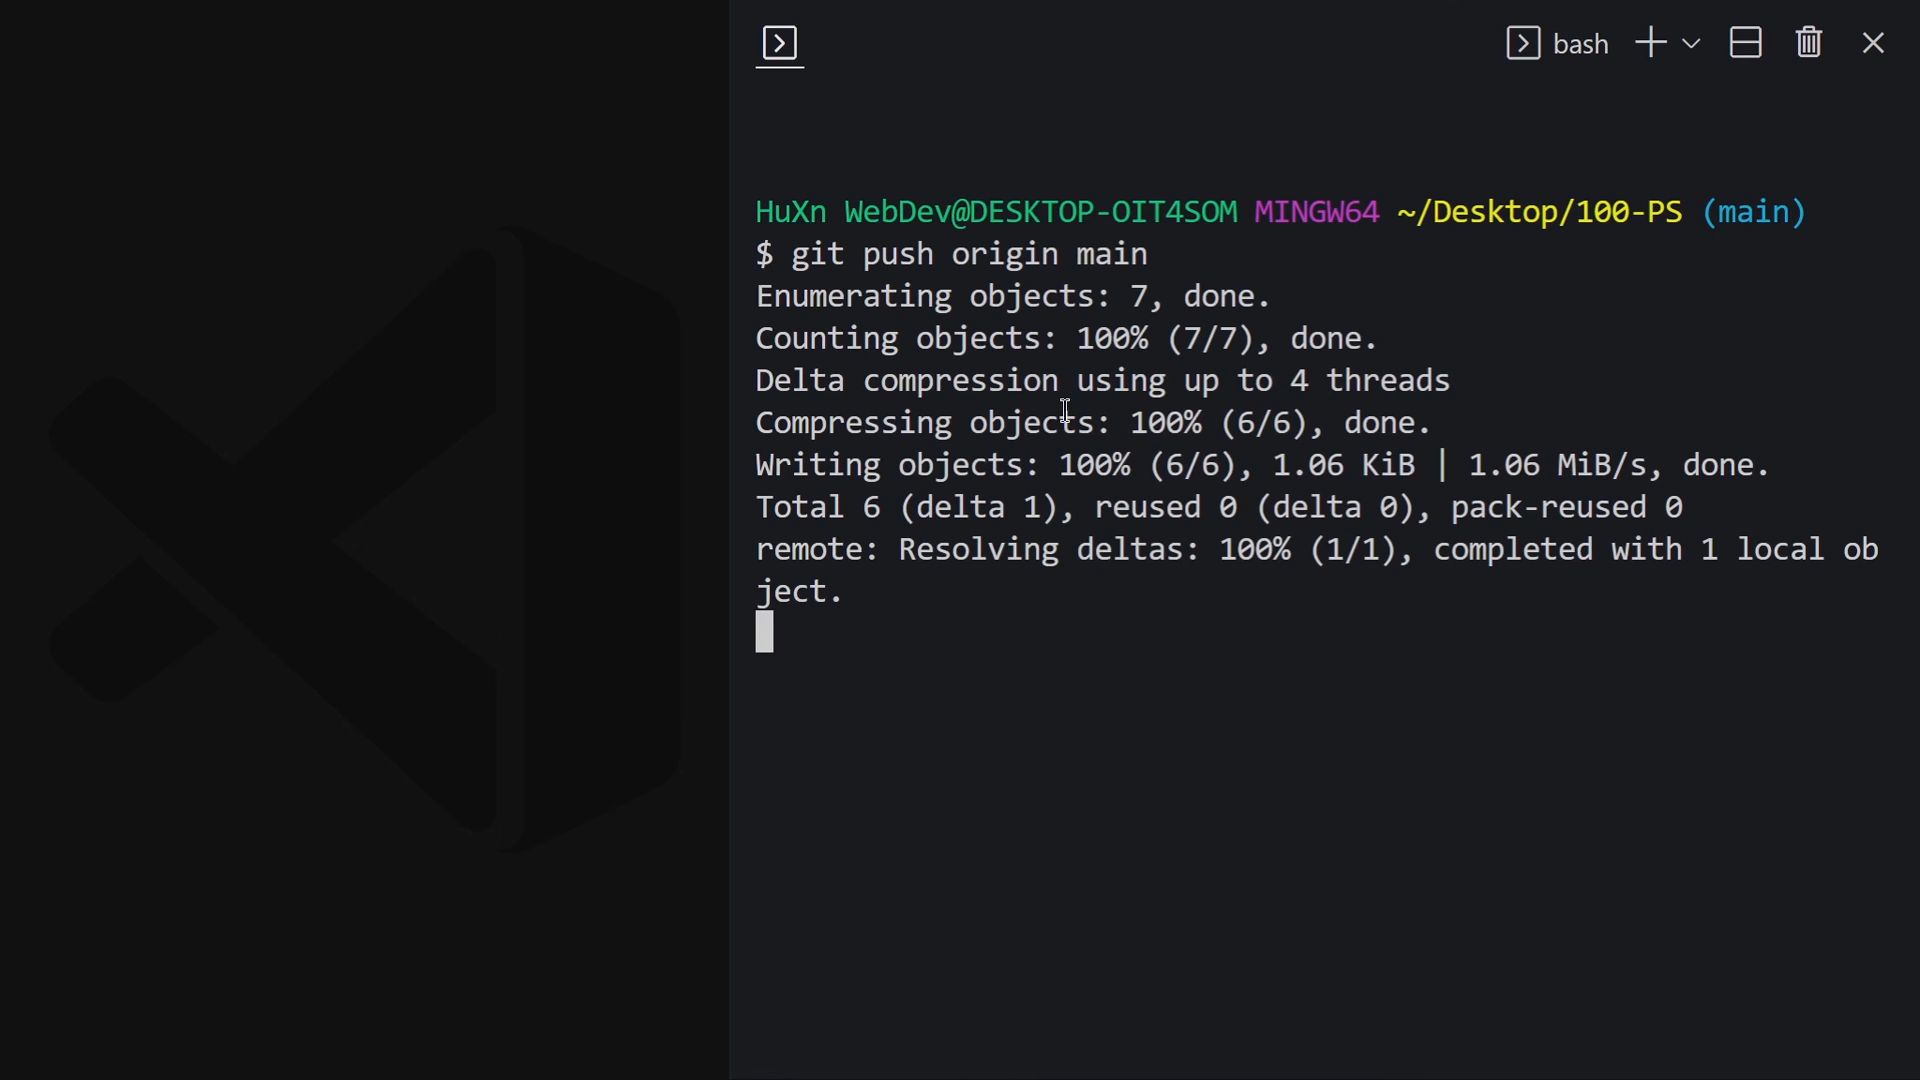 bash
HuXn WebDev@DESKTOP-OIT4SOM MINGW64 ~/Desktop/100-PS (main)
$ git push origin main
Enumerating objects: 7, done.
Counting objects: 100% (7/7), done.
Delta compression using up to 4 threads
Compressing objects: 100% (6/6), done.
Writing objects: 100% (6/6), 1.06 KiB | 1.06 MiB/s, done.
Total 6 (delta 1), reused 0 (delta 0), pack-reused 0
remote: Resolving deltas: 100% (1/1), completed with 1 local ob
ject.